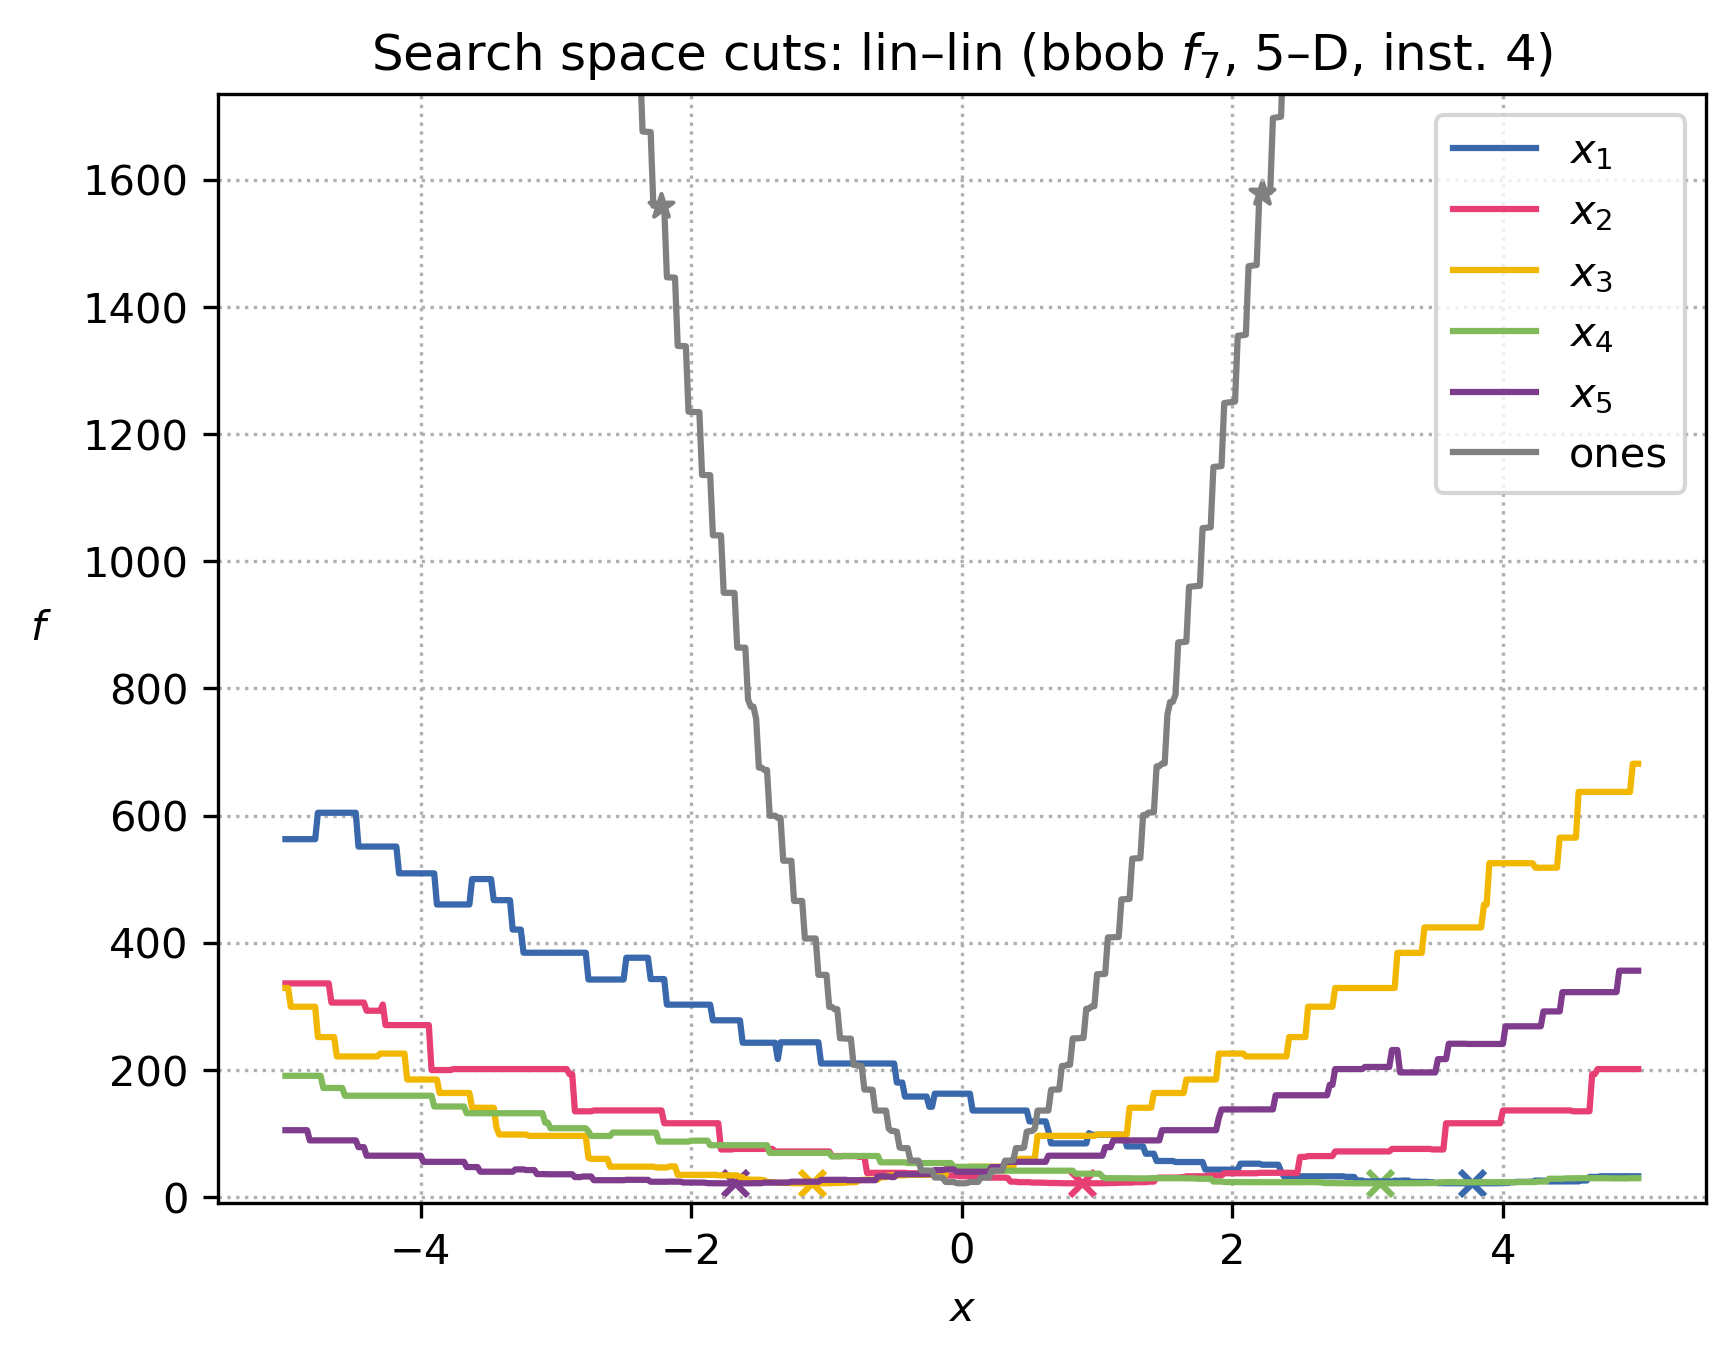 Search space cuts: lin–lin (bbob f₇, 5–D, inst. 4)
1600
1400
1200
1000
800
600
400
200
0
f
−4
−2
0
2
4
x
x₁
x₂
x₃
x₄
x₅
ones